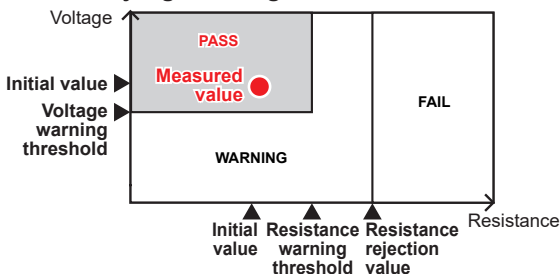 Voltage
PASS
Initial value
Measured
value
Voltage
warning
threshold
FAIL
WARNING
Resistance
Initial
value
Resistance
warning
threshold
Resistance
rejection
value